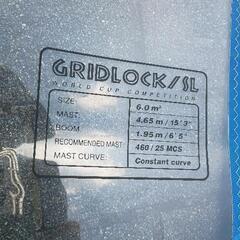 GRIDLOCK/SL
WORLD CUP COMPETITION
SIZE: 6.0 m²
MAST: 4.65 m / 15'3"
BOOM: 1.95 m / 6'5"
RECOMMENDED MAST: 460 / 25 MCS
MAST CURVE: Constant curve